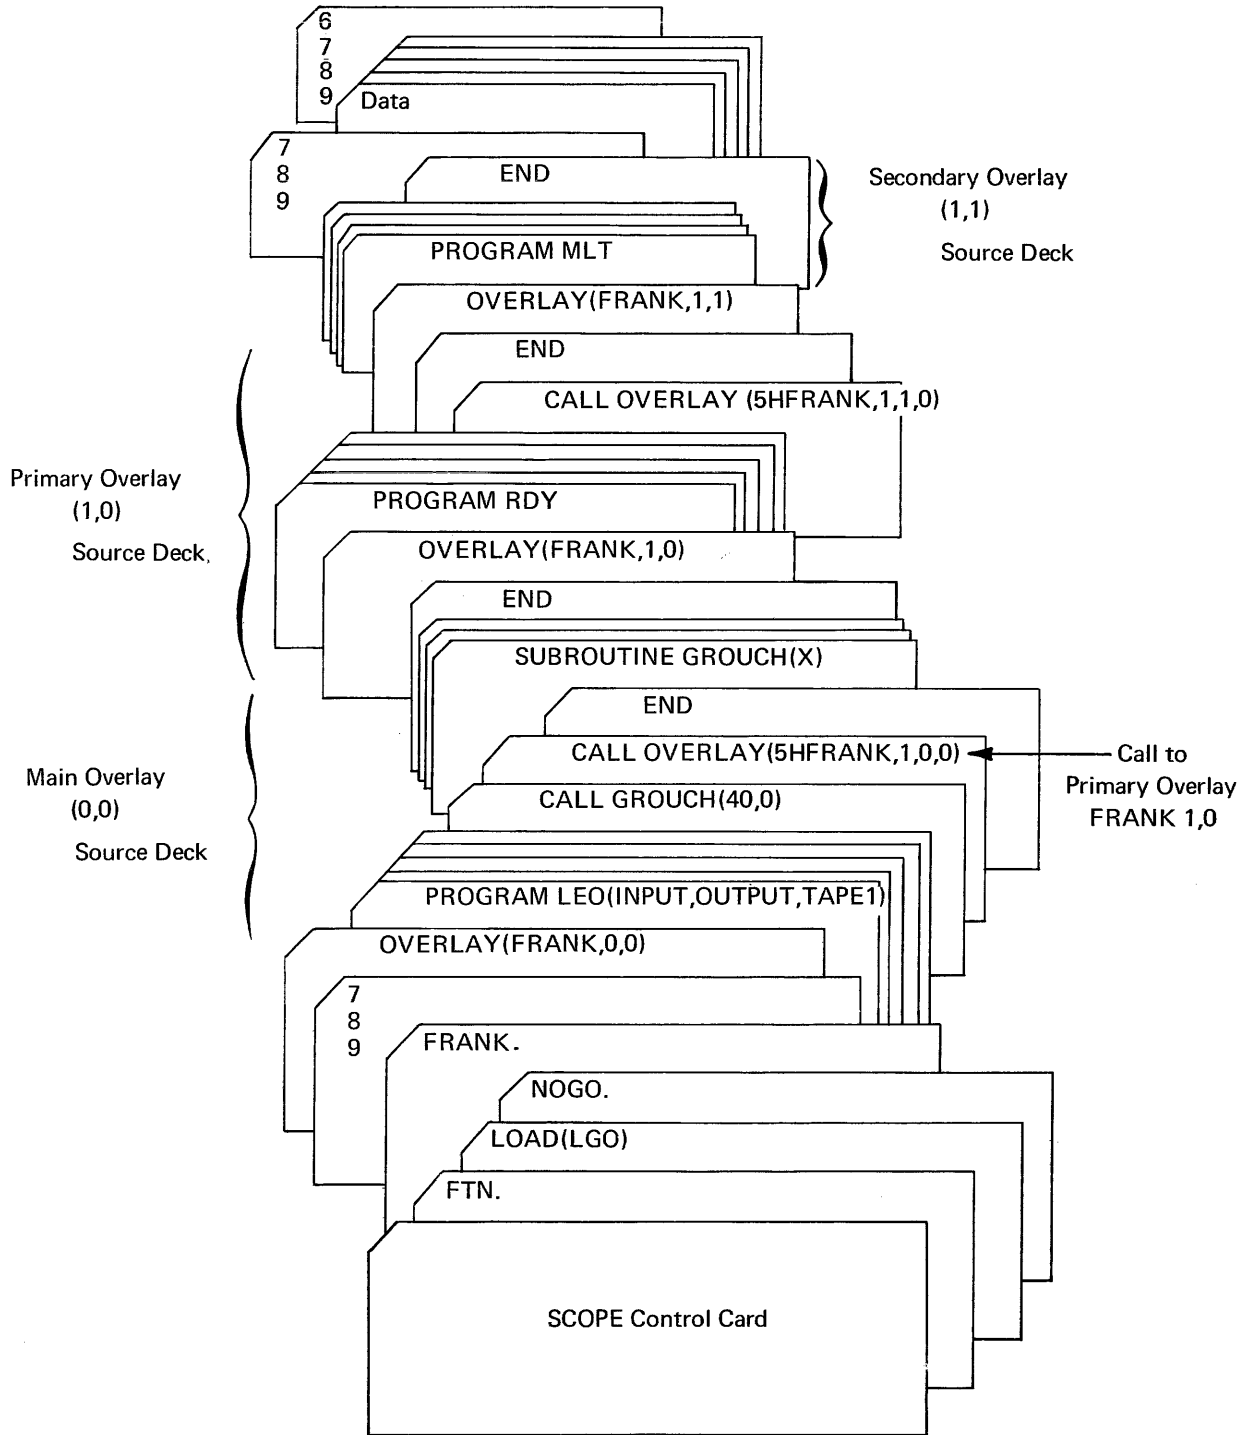 6
7
8
9
Data
7
8
9
END
Secondary Overlay
(1,1)
Source Deck
PROGRAM MLT
OVERLAY(FRANK,1,1)
END
CALL OVERLAY (5HFRANK,1,1,0)
Primary Overlay
(1,0)
Source Deck.
PROGRAM RDY
OVERLAY(FRANK,1,0)
END
SUBROUTINE GROUCH(X)
END
CALL OVERLAY(5HFRANK,1,0,0)
Call to
Primary Overlay
FRANK 1,0
Main Overlay
(0,0)
Source Deck
CALL GROUCH(40,0)
PROGRAM LEO(INPUT,OUTPUT,TAPE1)
OVERLAY(FRANK,0,0)
7
8
9
FRANK.
NOGO.
LOAD(LGO)
FTN.
SCOPE Control Card